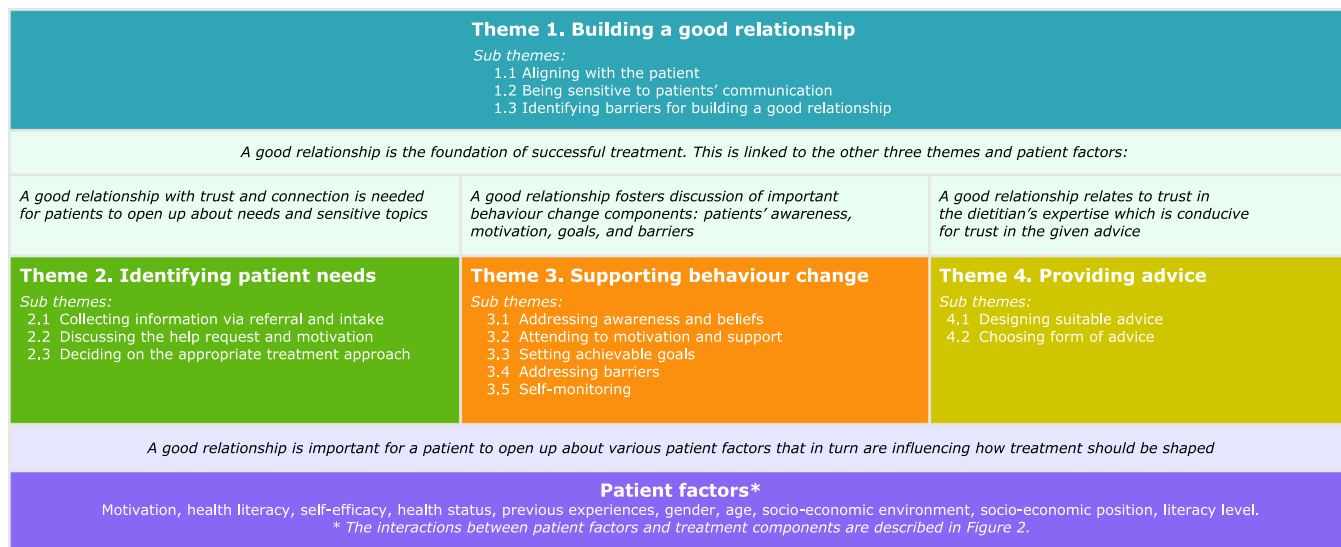 Theme 1. Building a good relationship
Sub themes:
1.1 Aligning with the patient
1.2 Being sensitive to patients' communication
1.3 Identifying barriers for building a good relationship
A good relationship is the foundation of successful treatment. This is linked to the other three themes and patient factors:
A good relationship with trust and connection is needed
for patients to open up about needs and sensitive topics
A good relationship fosters discussion of important
behaviour change components: patients' awareness,
motivation, goals, and barriers
A good relationship relates to trust in
the dietitian's expertise which is conducive
for trust in the given advice
Theme 2. Identifying patient needs
Sub themes:
2.1 Collecting information via referral and intake
2.2 Discussing the help request and motivation
2.3 Deciding on the appropriate treatment approach
Theme 3. Supporting behaviour change
Sub themes:
3.1 Addressing awareness and beliefs
3.2 Attending to motivation and support
3.3 Setting achievable goals
3.4 Addressing barriers
3.5 Self-monitoring
Theme 4. Providing advice
Sub themes:
4.1 Designing suitable advice
4.2 Choosing form of advice
A good relationship is important for a patient to open up about various patient factors that in turn are influencing how treatment should be shaped
Patient factors*
Motivation, health literacy, self-efficacy, health status, previous experiences, gender, age, socio-economic environment, socio-economic position, literacy level.
* The interactions between patient factors and treatment components are described in Figure 2.